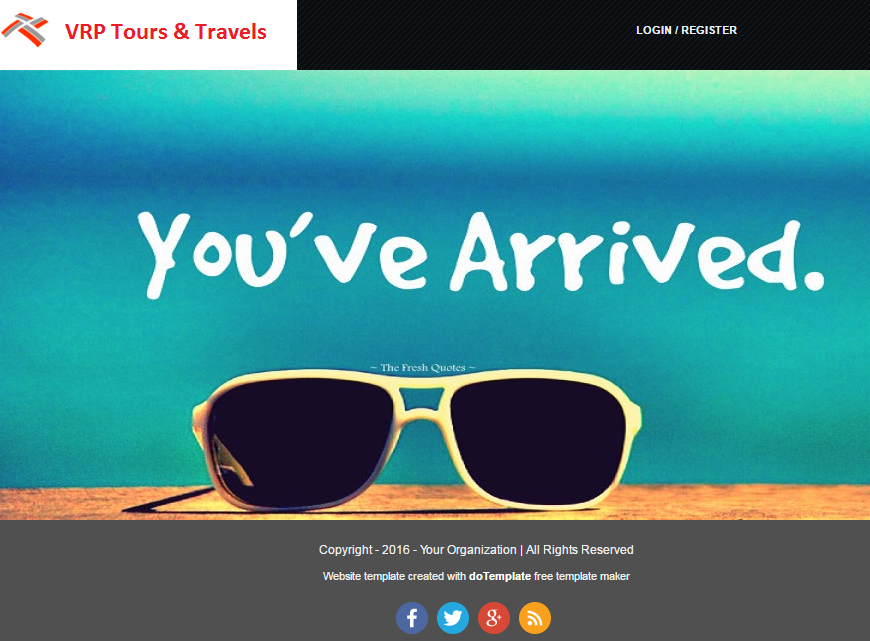 VRP Tours & Travels
LOGIN / REGISTER
You've Arrived.
~ The Fresh Quotes ~
Copyright - 2016 - Your Organization | All Rights Reserved
Website template created with doTemplate free template maker
f
g+